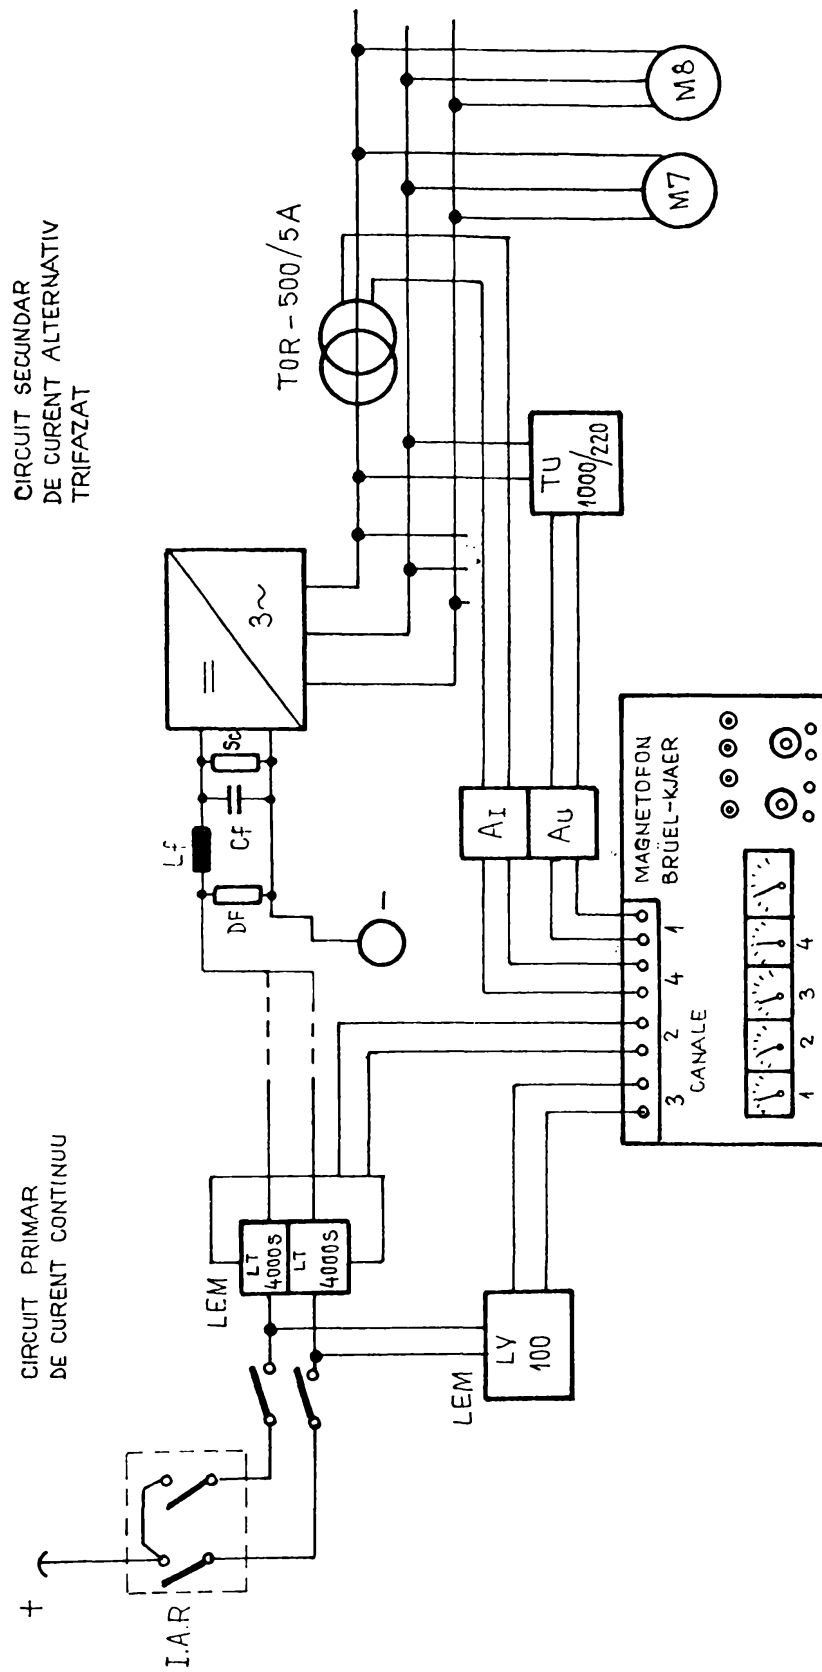 CIRCUIT PRIMAR
DE CURENT CONTINUU
CIRCUIT SECUNDAR
DE CURENT ALTERNATIV
TRIFAZAT
+
I.A.R
LEM
LT
4000S
LT
4000S
LEM
LV
100
DF
Lf
Cf
Sc
−
=
3~
TOR - 500/5A
TU
1000/220
AI
AU
M7
M8
3 2 4 1
CANALE
MAGNETOFON
BRÜEL-KJAER
1 2 3 4